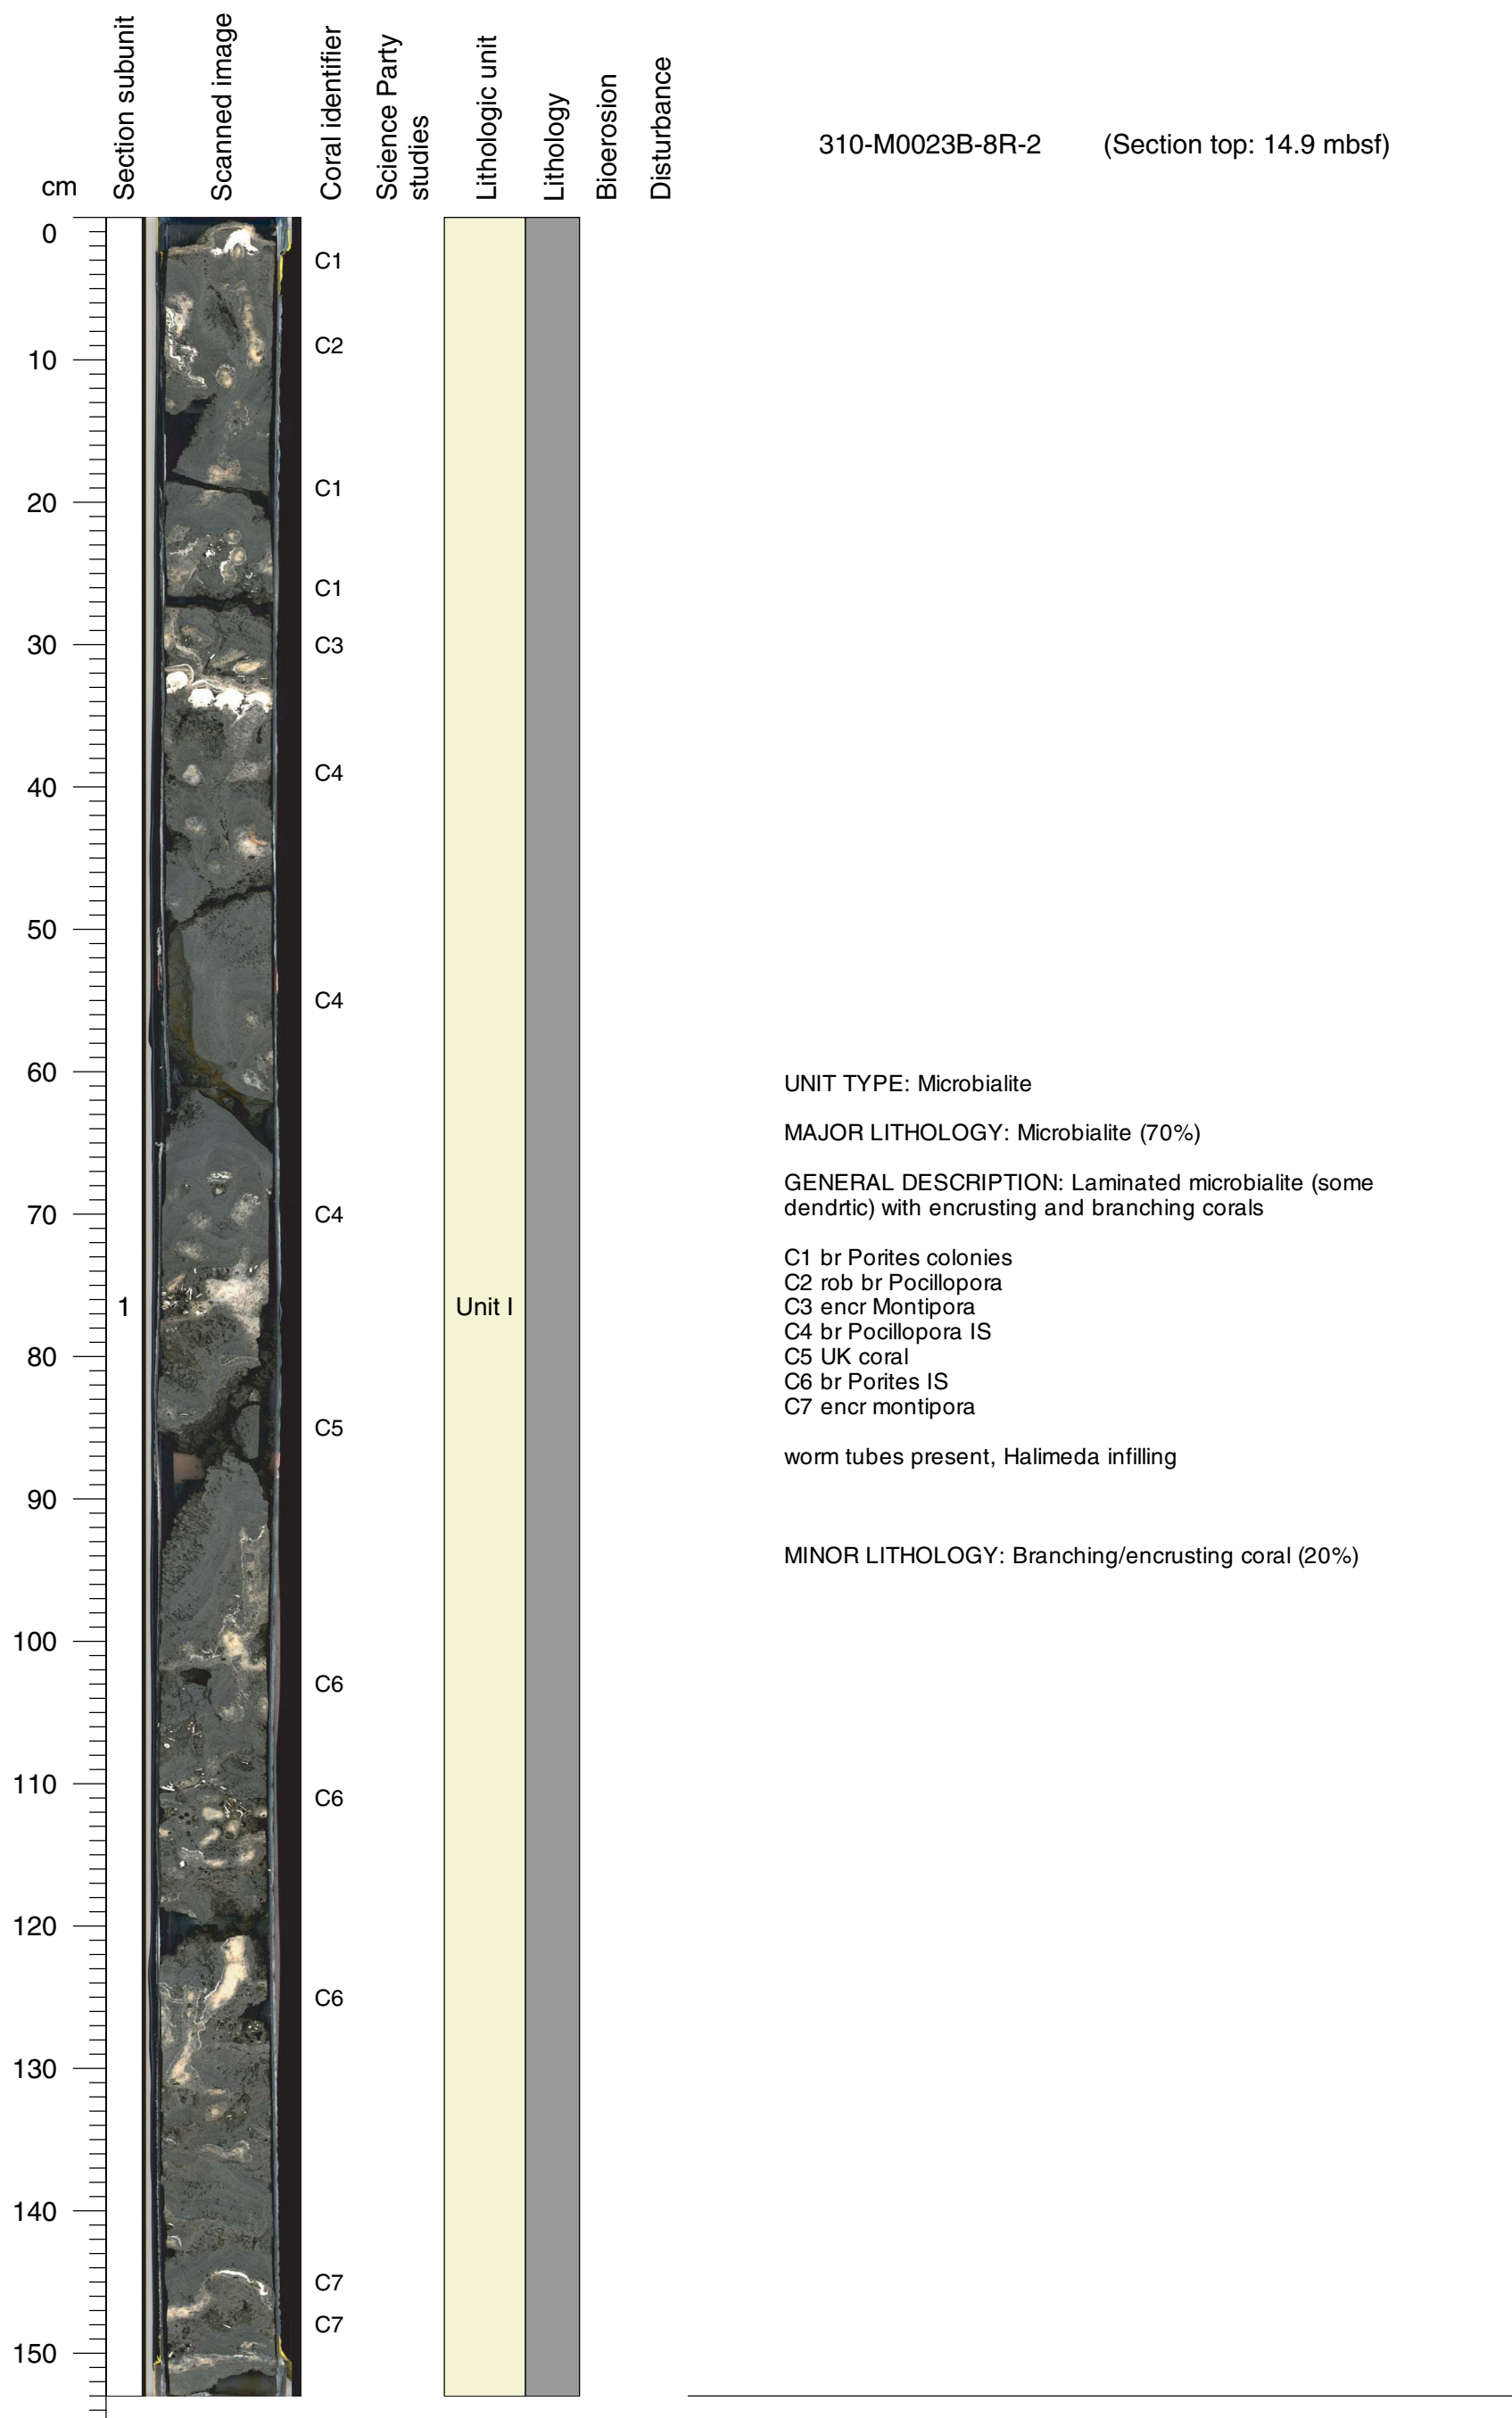 cm
Section subunit
Scanned image
Coral identifier
Science Party
studies
Lithologic unit
Lithology
Bioerosion
Disturbance
310-M0023B-8R-2 (Section top: 14.9 mbsf)
0
C1
C2
10
C1
20
C1
30
C3
C4
40
50
C4
60
UNIT TYPE: Microbialite
MAJOR LITHOLOGY: Microbialite (70%)
GENERAL DESCRIPTION: Laminated microbialite (some
dendrtic) with encrusting and branching corals
70
C4
C1 br Porites colonies
C2 rob br Pocillopora
1
Unit I
C3 encr Montipora
C4 br Pocillopora IS
80
C5 UK coral
C6 br Porites IS
C7 encr montipora
C5
worm tubes present, Halimeda infilling
90
MINOR LITHOLOGY: Branching/encrusting coral (20%)
100
C6
110
C6
120
C6
130
140
C7
C7
150